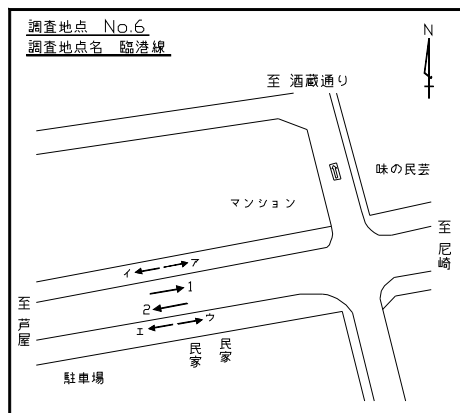 調査地点 No.6
調査地点名 臨港線
N
至 酒蔵通り
味の民芸
マンション
至尼崎
イ ア
1
至芦屋
2
エ ウ
民家
民家
駐車場